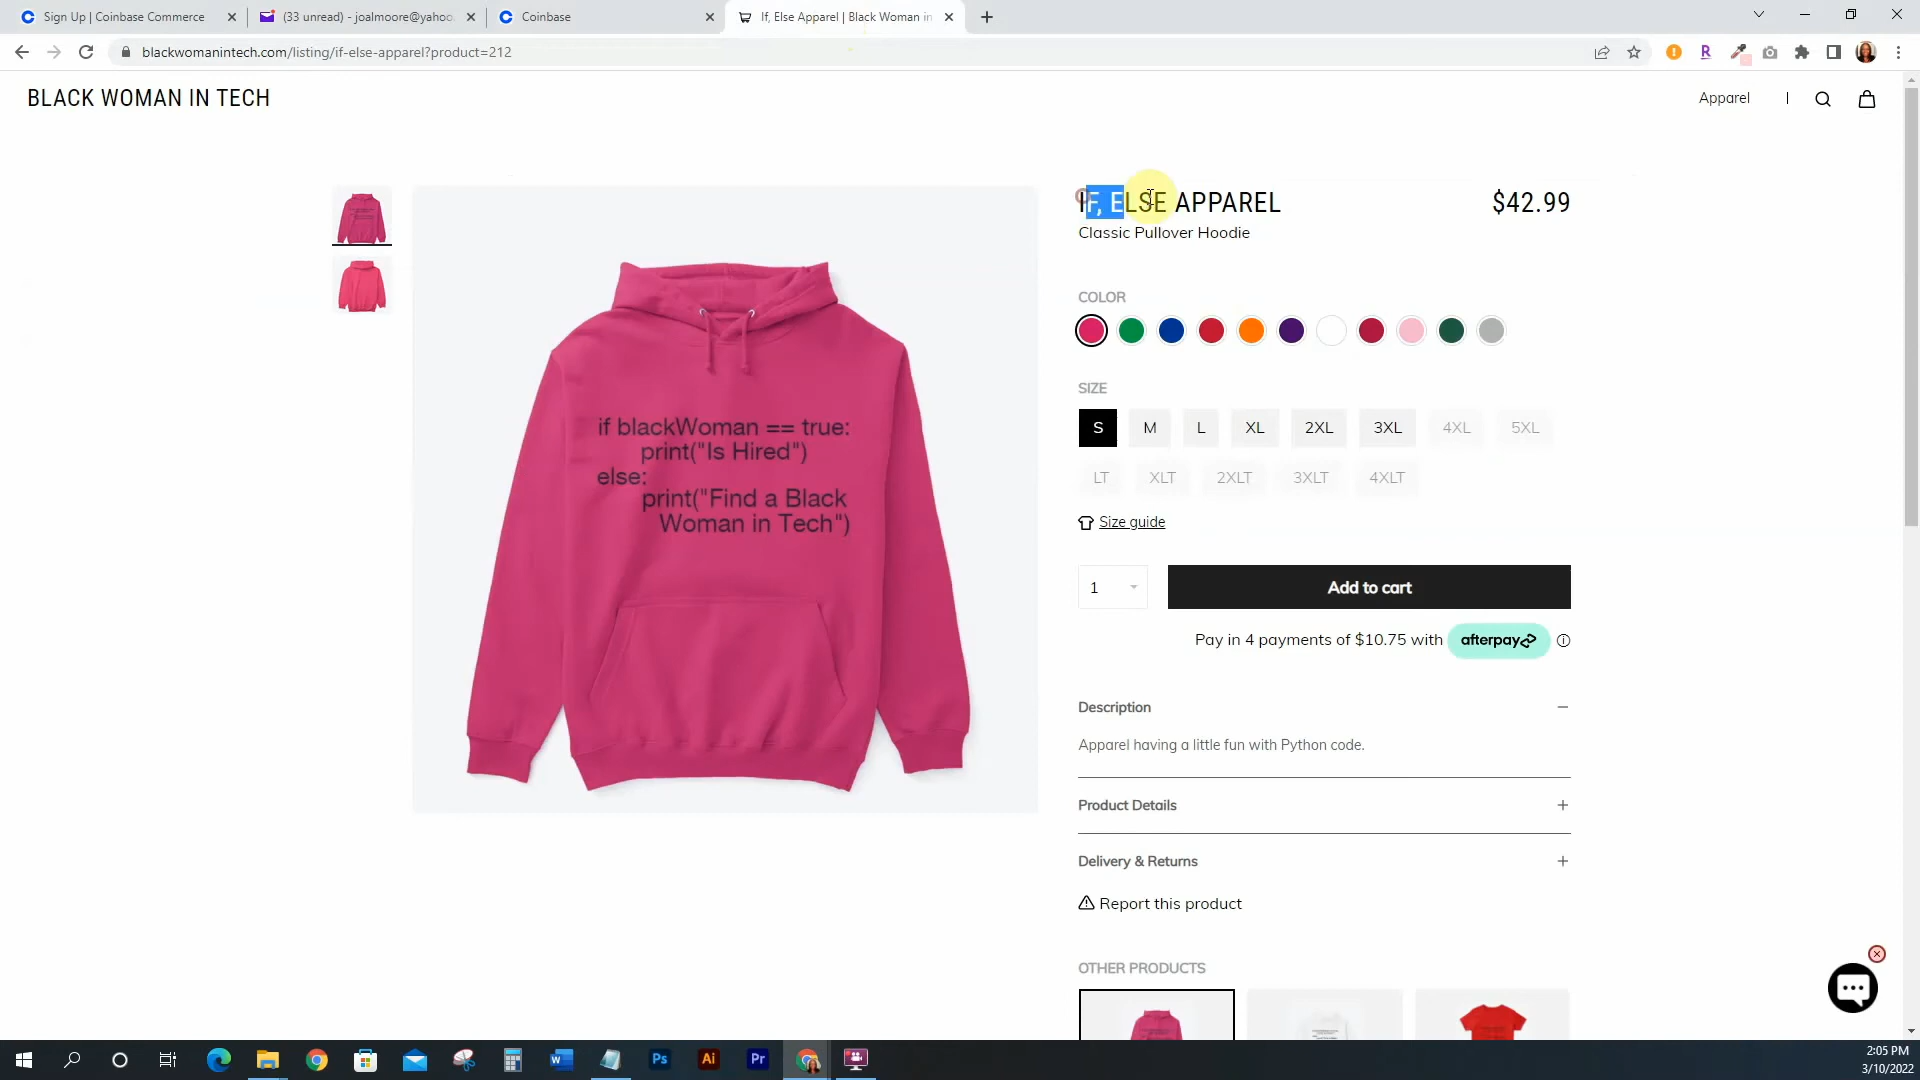 Sign Up | Coinbase Commerce
(33 unread) - joalmoore@yahoo.
Coinbase
If, Else Apparel | Black Woman in
blackwomanintech.com/listing/if-else-apparel?product=212
BLACK WOMAN IN TECH
Apparel
IF, ELSE APPAREL
$42.99
Classic Pullover Hoodie
COLOR
if blackWoman == true:
print("Is Hired")
else:
print("Find a Black
Woman in Tech")
SIZE
S M L XL 2XL 3XL 4XL 5XL
LT XLT 2XLT 3XLT 4XLT
Size guide
1
Add to cart
Pay in 4 payments of $10.75 with afterpay
Description
Apparel having a little fun with Python code.
Product Details
Delivery & Returns
Report this product
OTHER PRODUCTS
Ps
Ai
Pr
2:05 PM
3/10/2022